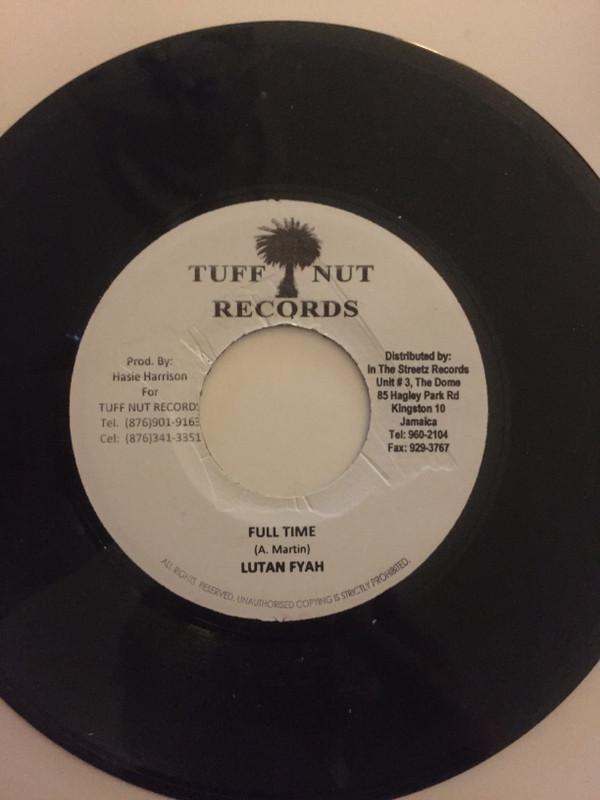 TUFF NUT
RECORDS
Prod. By:
Hasie Harrison
For
TUFF NUT RECORDS
Tel. (876)901-9163
Cel: (876)341-3351
Distributed by:
In The Streetz Records
Unit # 3, The Dome
85 Hagley Park Rd
Kingston 10
Jamaica
Tel: 960-2104
Fax: 929-3767
FULL TIME
(A. Martin)
LUTAN FYAH
ALL RIGHTS RESERVED. UNAUTHORISED COPYING IS STRICTLY PROHIBITED.